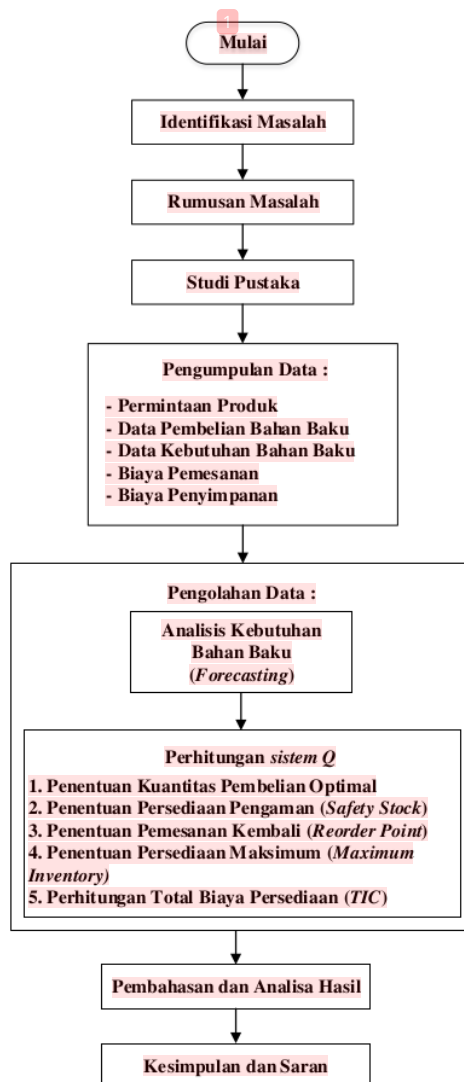 1
Mulai
Identifikasi Masalah
Rumusan Masalah
Studi Pustaka
Pengumpulan Data :
- Permintaan Produk
- Data Pembelian Bahan Baku
- Data Kebutuhan Bahan Baku
- Biaya Pemesanan
- Biaya Penyimpanan
Pengolahan Data :
Analisis Kebutuhan
Bahan Baku
(Forecasting)
Perhitungan sistem Q
1. Penentuan Kuantitas Pembelian Optimal
2. Penentuan Persediaan Pengaman (Safety Stock)
3. Penentuan Pemesanan Kembali (Reorder Point)
4. Penentuan Persediaan Maksimum (Maximum
Inventory)
5. Perhitungan Total Biaya Persediaan (TIC)
Pembahasan dan Analisa Hasil
Kesimpulan dan Saran